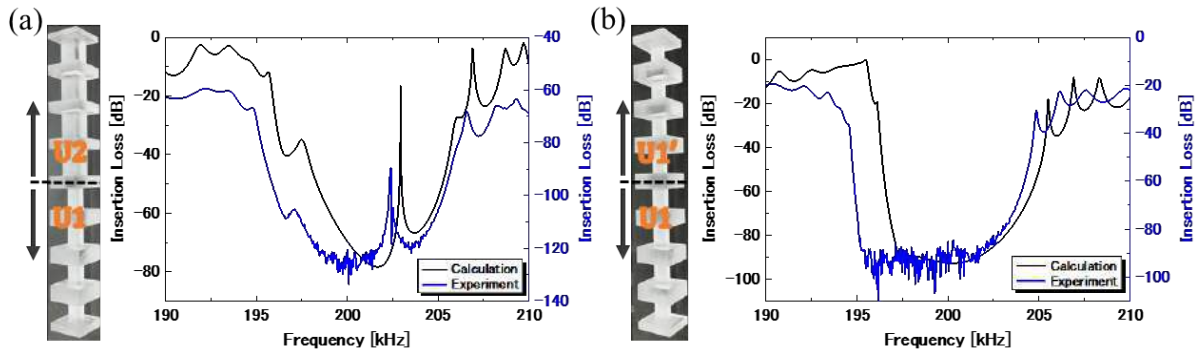 (a)
U2
U1
Insertion Loss [dB]
0
-20
-40
-60
-80
-40
-60
-80
-100
-120
-140
Insertion Loss [dB]
Calculation
Experiment
190 195 200 205 210
Frequency [kHz]
(b)
U1'
U1
Insertion Loss [dB]
0
-20
-40
-60
-80
-100
0
-20
-40
-60
-80
-100
Insertion Loss [dB]
Calculation
Experiment
190 195 200 205 210
Frequency [kHz]